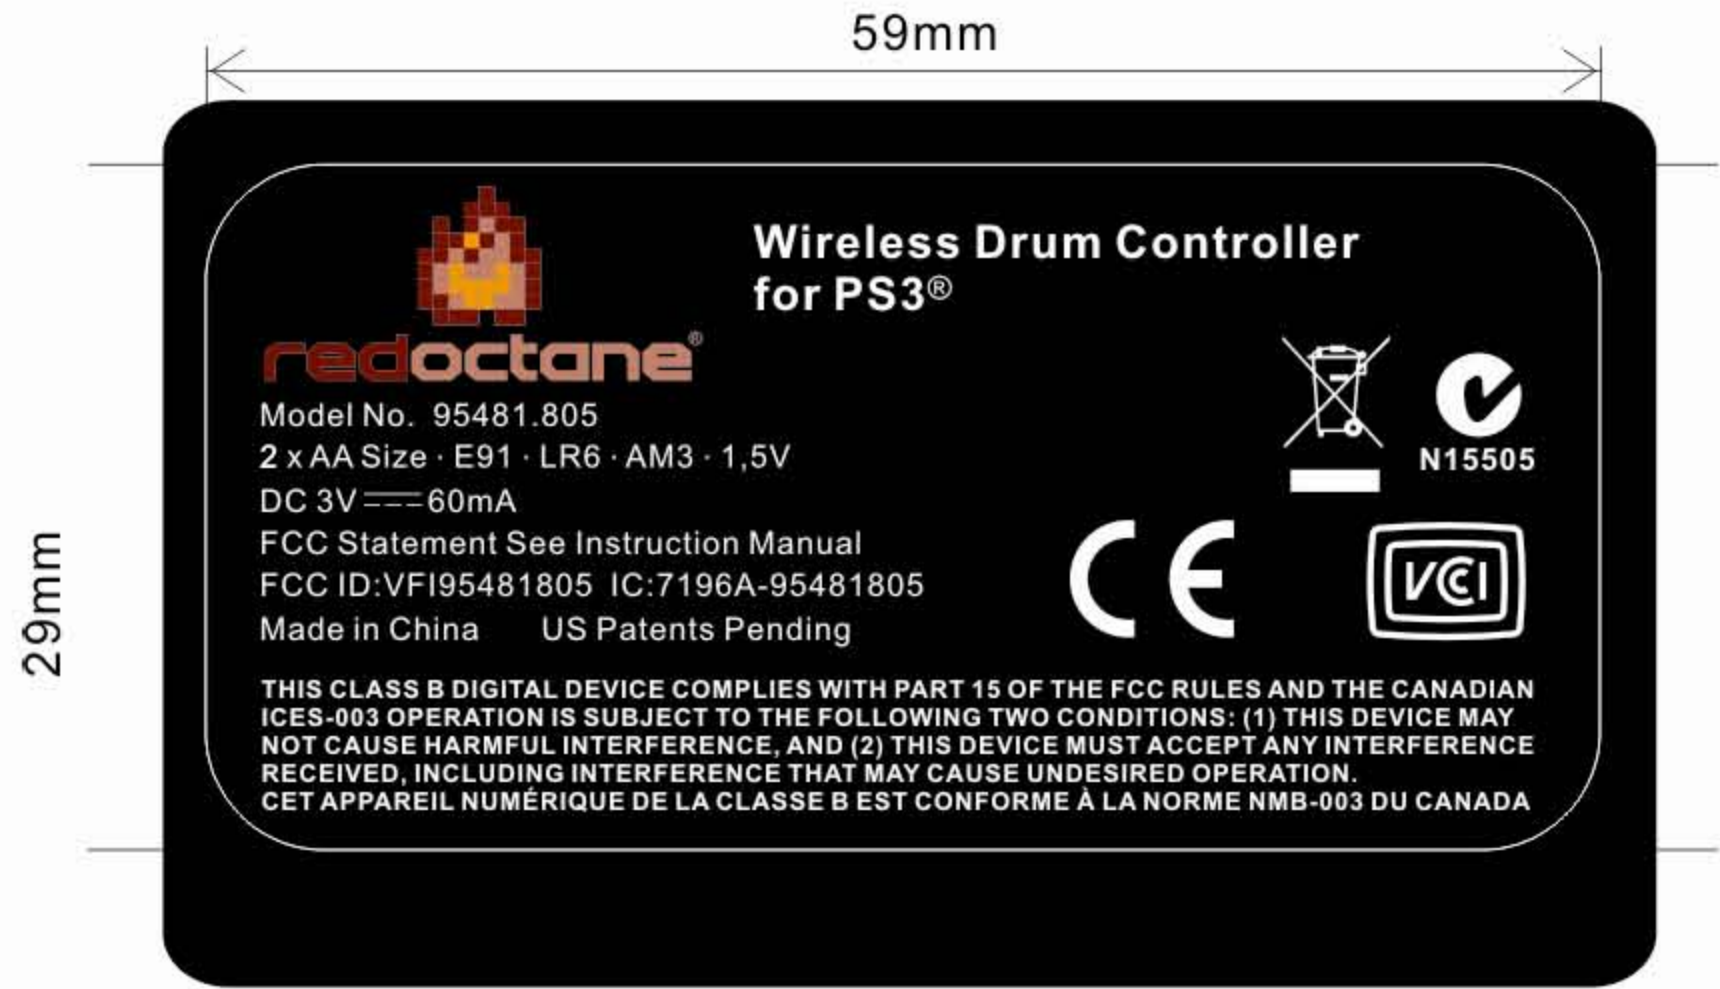 59mm
29mm
redoctane®
Wireless Drum Controller
for PS3®
Model No. 95481.805
2 x AA Size · E91 · LR6 · AM3 · 1,5V
DC 3V 60mA
FCC Statement See Instruction Manual
FCC ID:VFI95481805 IC:7196A-95481805
Made in China US Patents Pending
N15505
CE
VCCI
THIS CLASS B DIGITAL DEVICE COMPLIES WITH PART 15 OF THE FCC RULES AND THE CANADIAN
ICES-003 OPERATION IS SUBJECT TO THE FOLLOWING TWO CONDITIONS: (1) THIS DEVICE MAY
NOT CAUSE HARMFUL INTERFERENCE, AND (2) THIS DEVICE MUST ACCEPT ANY INTERFERENCE
RECEIVED, INCLUDING INTERFERENCE THAT MAY CAUSE UNDESIRED OPERATION.
CET APPAREIL NUMÉRIQUE DE LA CLASSE B EST CONFORME À LA NORME NMB-003 DU CANADA